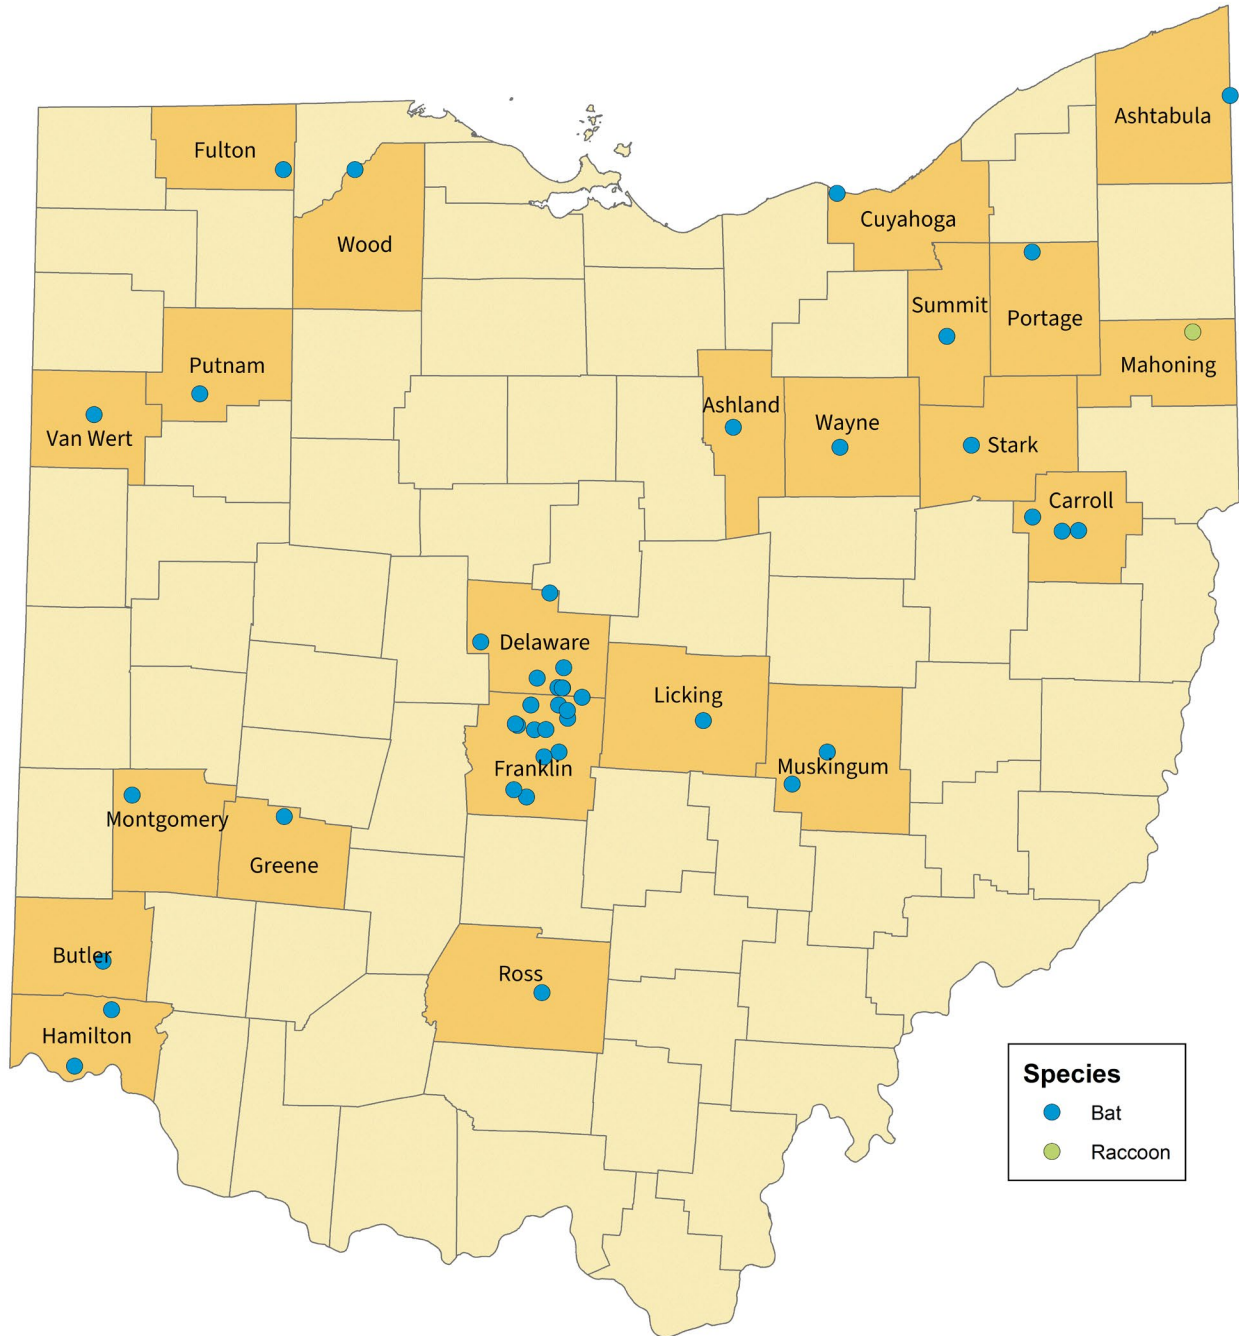 Ashtabula
Fulton
Cuyahoga
Wood
Summit
Portage
Putnam
Mahoning
Ashland
Wayne
Van Wert
Stark
Carroll
Delaware
Licking
Franklin
Muskingum
Montgomery
Greene
Butler
Ross
Hamilton
Species
Bat
Raccoon